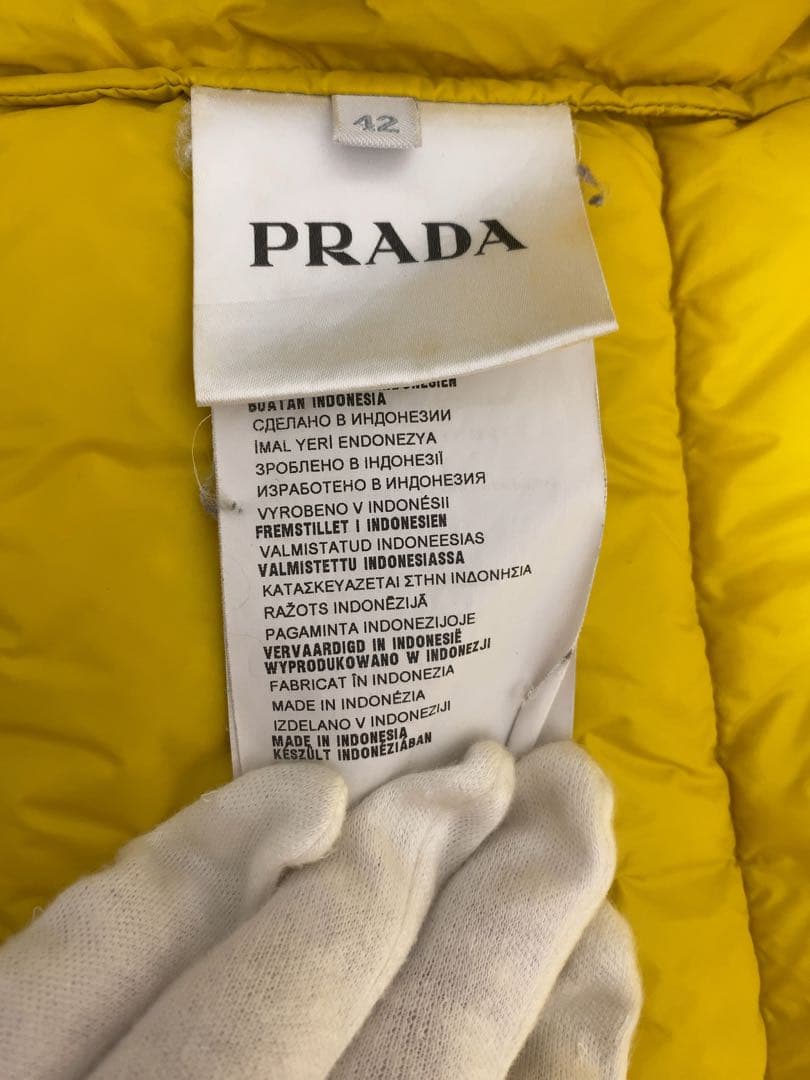 42
PRADA
BUATAN INDONESIA
СДЕЛАНО В ИНДОНЕЗИИ
İMAL YERİ ENDONEZYA
ЗРОБЛЕНО В ІНДОНЕЗІЇ
ИЗРАБОТЕНО В ИНДОНЕЗИЯ
VYROBENO V INDONÉSII
FREMSTILLET I INDONESIEN
VALMISTATUD INDONEESIAS
VALMISTETTU INDONESIASSA
ΚΑΤΑΣΚΕΥΑΖΕΤΑΙ ΣΤΗΝ ΙΝΔΟΝΗΣΙΑ
RAŽOTS INDONĒZIJĀ
PAGAMINTA INDONEZIJOJE
VERVAARDIGD IN INDONESIË
WYPRODUKOWANO W INDONEZJI
FABRICAT ÎN INDONEZIA
MADE IN INDONÉZIA
IZDELANO V INDONEZIJI
MADE IN INDONESIA
KÉSZÜLT INDONÉZIÁBAN